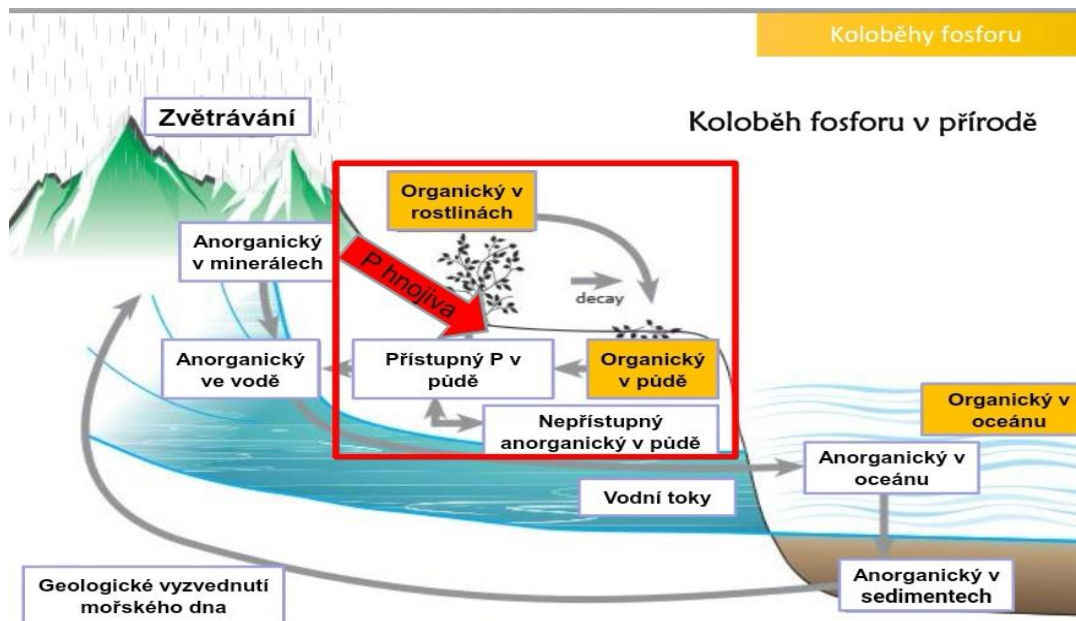 Koloběhy fosforu
Koloběh fosforu v přírodě
Zvětrávání
Organický v
rostlinách
Anorganický
v minerálech
P hnojiva
decay
Anorganický
ve vodě
Přístupný P v
půdě
Organický
v půdě
Nepřístupný
anorganický v půdě
Organický v
oceánu
Anorganický v
oceánu
Vodní toky
Anorganický v
sedimentech
Geologické vyzvednutí
mořského dna